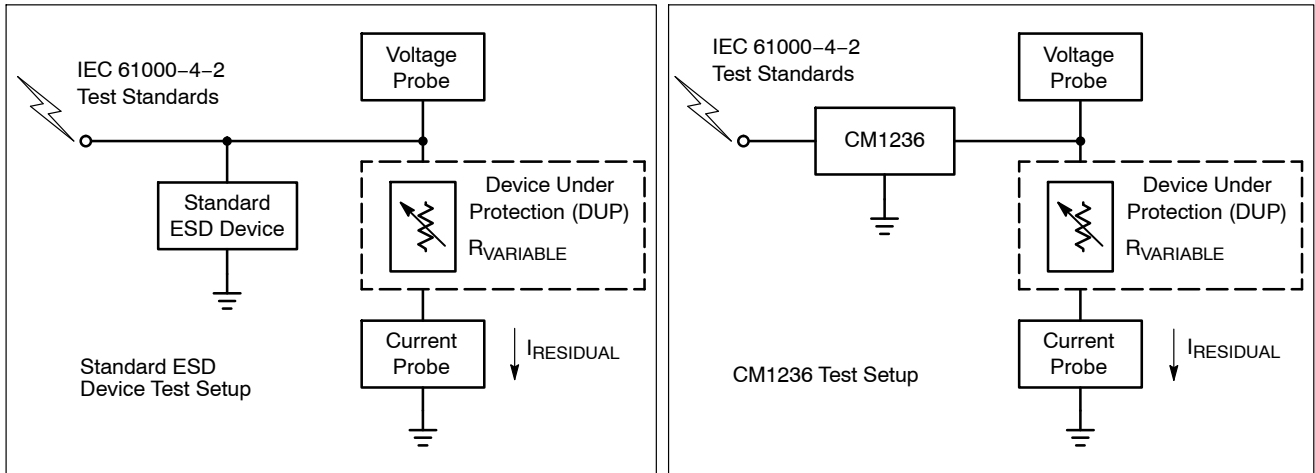 IEC 61000−4−2
Test Standards
Voltage
Probe
Standard
ESD Device
Device Under
Protection (DUP)
RVARIABLE
Current
Probe
IRESIDUAL
Standard ESD
Device Test Setup
IEC 61000−4−2
Test Standards
Voltage
Probe
CM1236
Device Under
Protection (DUP)
RVARIABLE
Current
Probe
IRESIDUAL
CM1236 Test Setup